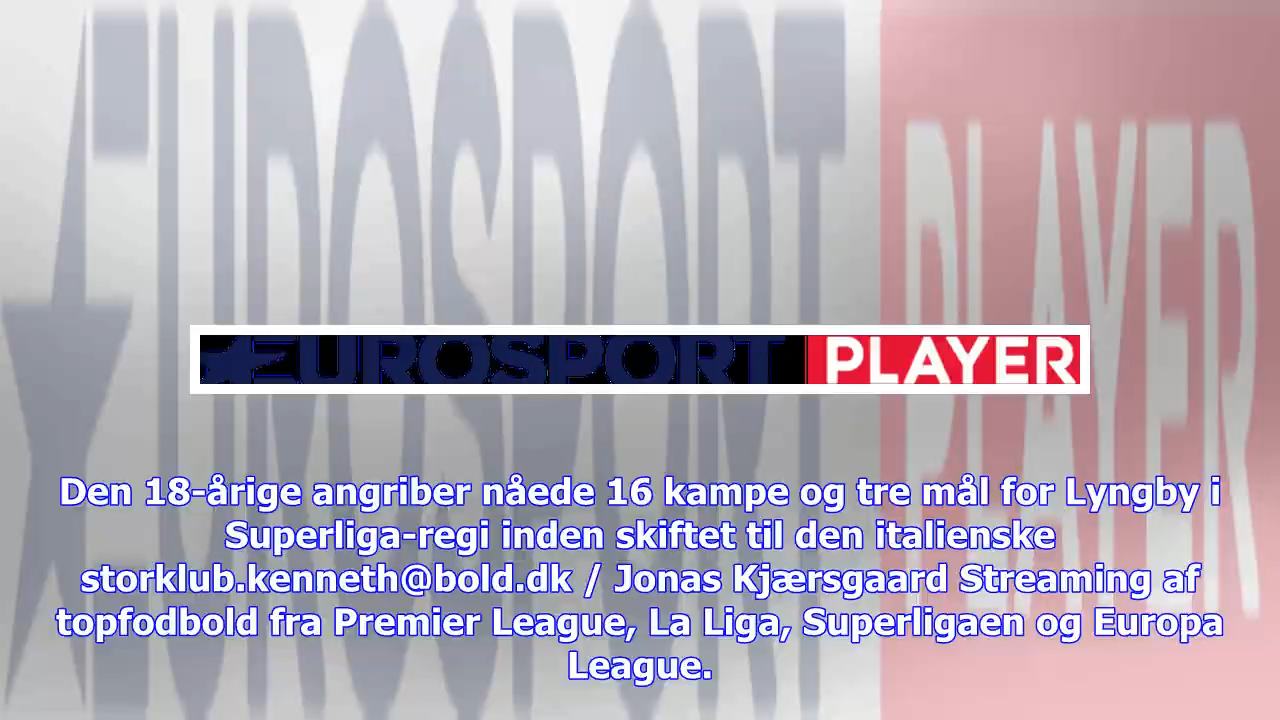 EUROSPORT PLAYER
EUROSPORT PLAYER
Den 18-årige angriber nåede 16 kampe og tre mål for Lyngby i
Superliga-regi inden skiftet til den italienske
storklub.kenneth@bold.dk / Jonas Kjærsgaard Streaming af
topfodbold fra Premier League, La Liga, Superligaen og Europa
League.